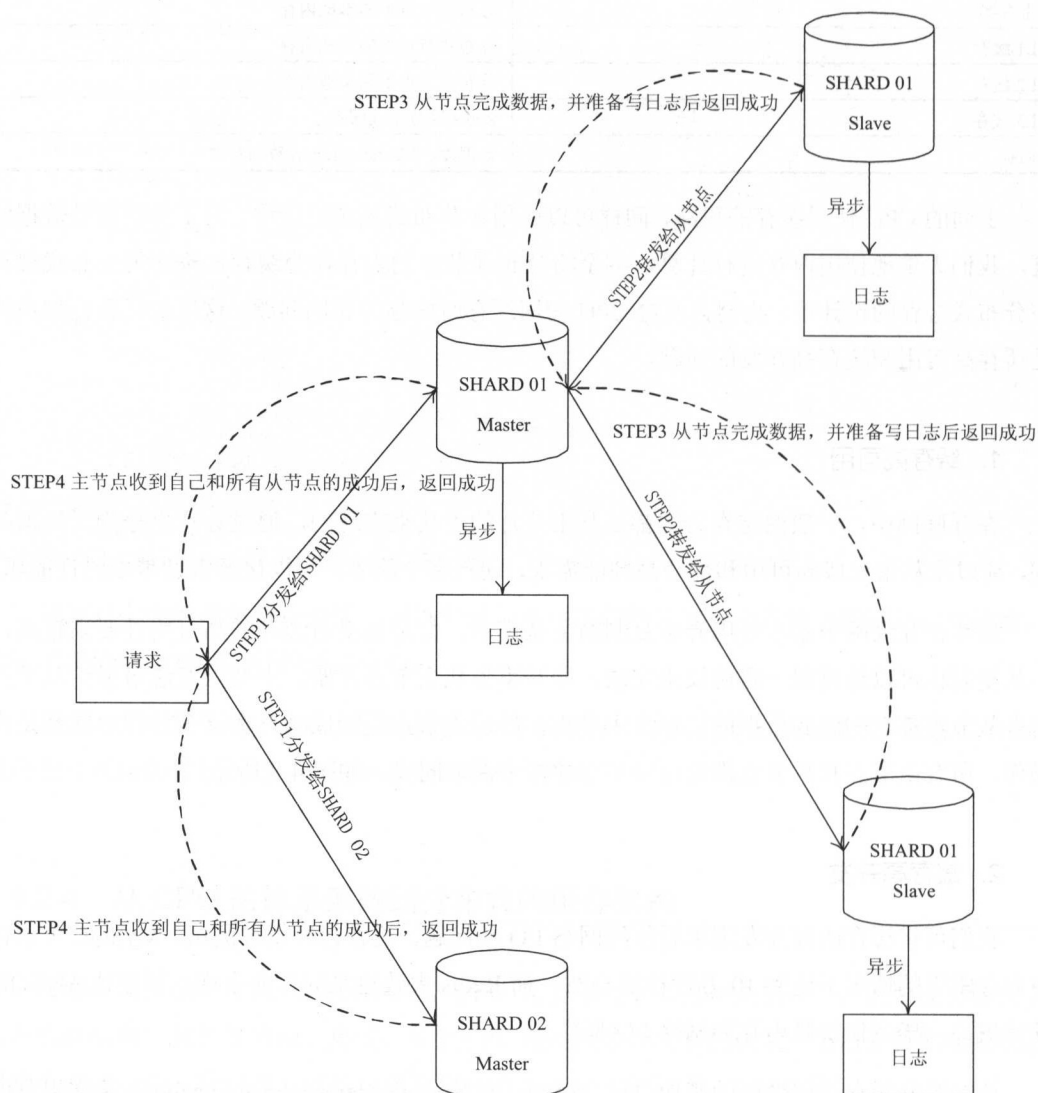 SHARD 01
Slave
STEP3 从节点完成数据，并准备写日志后返回成功
异步
日志
STEP2转发给从节点
SHARD 01
Master
STEP3 从节点完成数据，并准备写日志后返回成功
STEP4 主节点收到自己和所有从节点的成功后，返回成功
STEP1分发给SHARD 01
异步
日志
STEP2转发给从节点
请求
STEP1分发给SHARD 02
SHARD 01
Slave
STEP4 主节点收到自己和所有从节点的成功后，返回成功
异步
SHARD 02
Master
日志